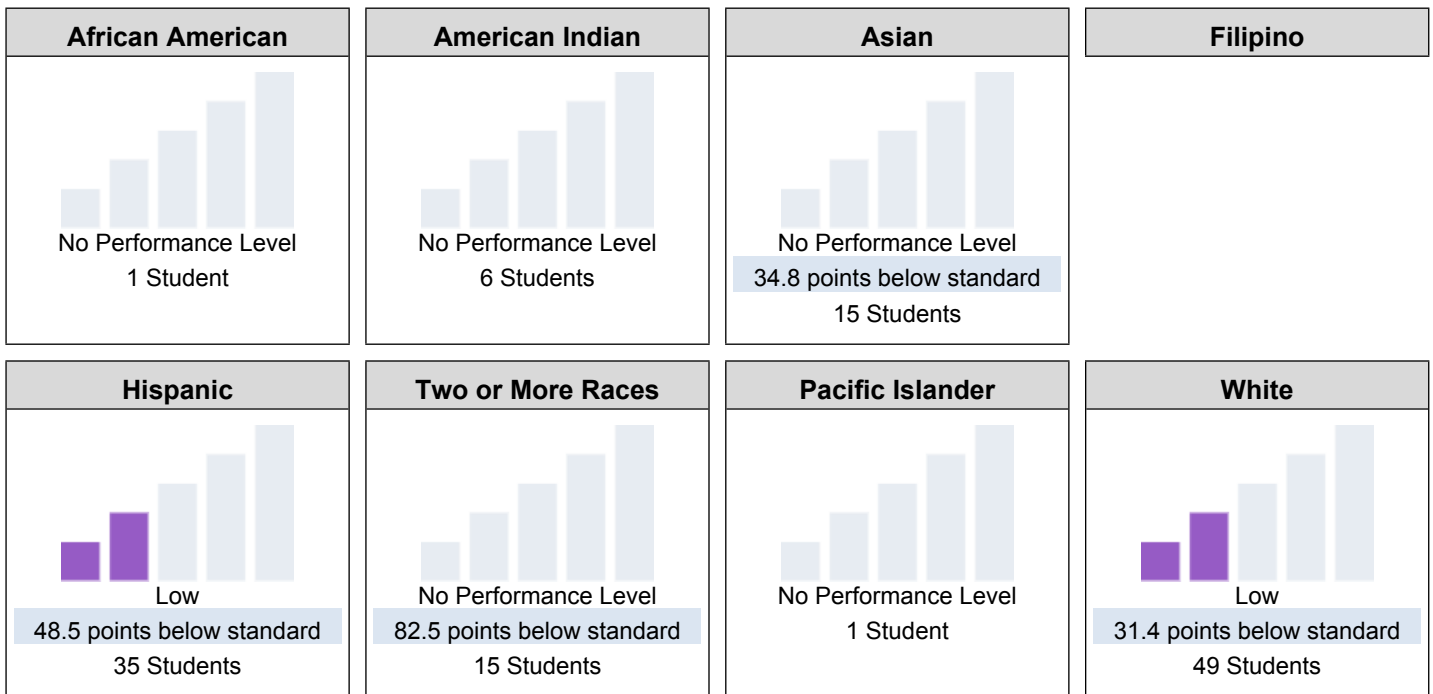 African American
No Performance Level
1 Student
American Indian
No Performance Level
6 Students
Asian
No Performance Level
34.8 points below standard
15 Students
Filipino
Hispanic
Low
48.5 points below standard
35 Students
Two or More Races
No Performance Level
82.5 points below standard
15 Students
Pacific Islander
No Performance Level
1 Student
White
Low
31.4 points below standard
49 Students